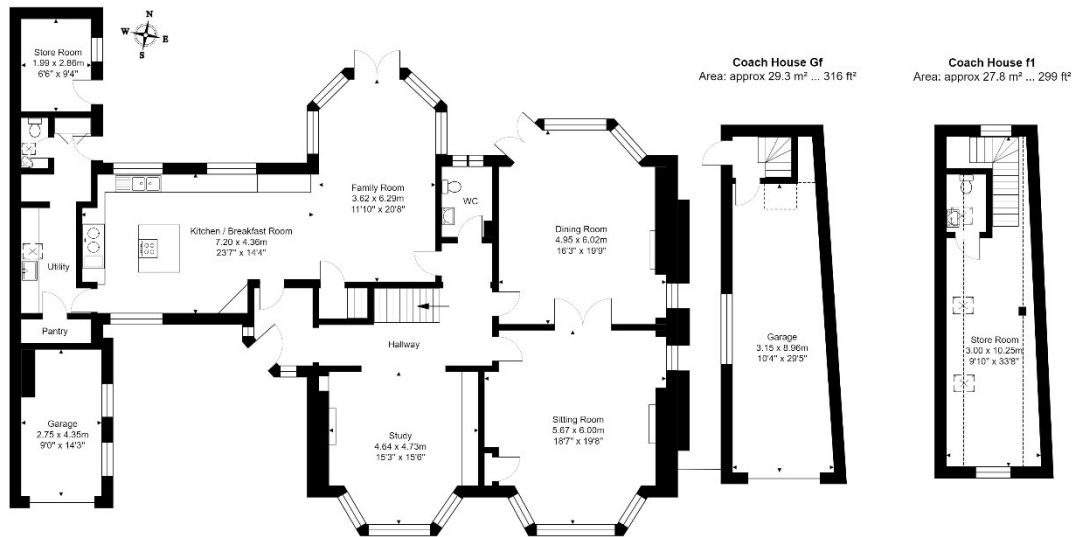 N
W E
S
Store Room
1.99 x 2.86m
6'6" x 9'4"
Coach House Gf
Area: approx 29.3 m² ... 316 ft²
Coach House f1
Area: approx 27.8 m² ... 299 ft²
Family Room
3.62 x 6.29m
11'10" x 20'8"
WC
Kitchen / Breakfast Room
7.20 x 4.36m
23'7" x 14'4"
Dining Room
4.95 x 6.02m
16'3" x 19'9"
Utility
Pantry
Hallway
Garage
3.15 x 8.96m
10'4" x 29'5"
Store Room
3.00 x 10.25m
9'10" x 33'8"
Garage
2.75 x 4.35m
9'0" x 14'3"
Study
4.64 x 4.73m
15'3" x 15'6"
Sitting Room
5.67 x 6.00m
18'7" x 19'8"